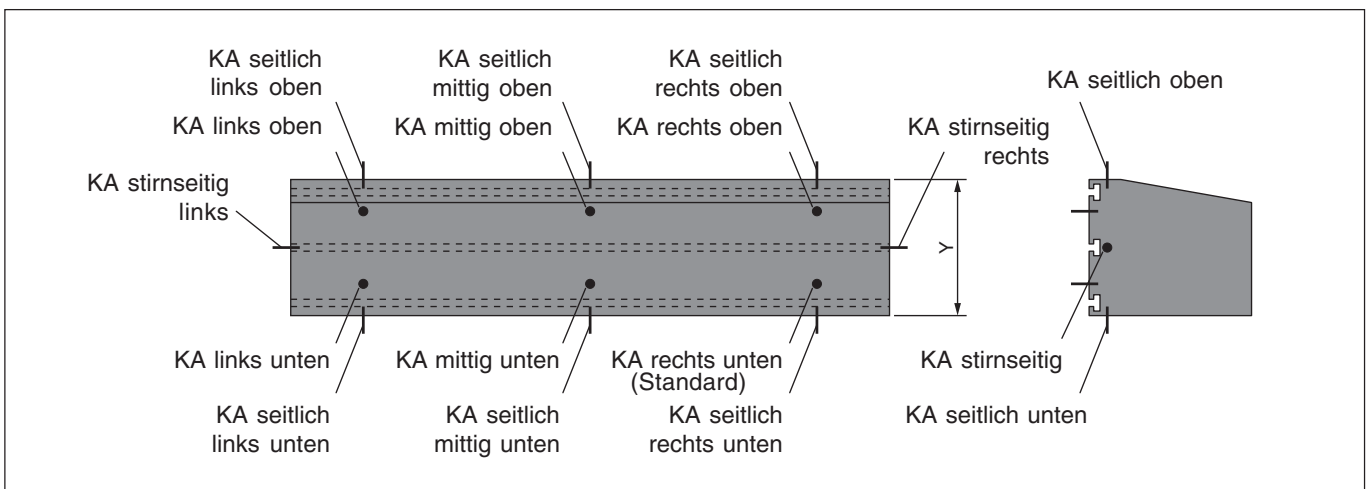 KA seitlich
links oben
KA seitlich
mittig oben
KA seitlich
rechts oben
KA seitlich oben
KA links oben
KA mittig oben
KA rechts oben
KA stirnseitig
rechts
KA stirnseitig
links
Y
KA links unten
KA mittig unten
KA rechts unten
(Standard)
KA stirnseitig
KA seitlich
links unten
KA seitlich
mittig unten
KA seitlich
rechts unten
KA seitlich unten